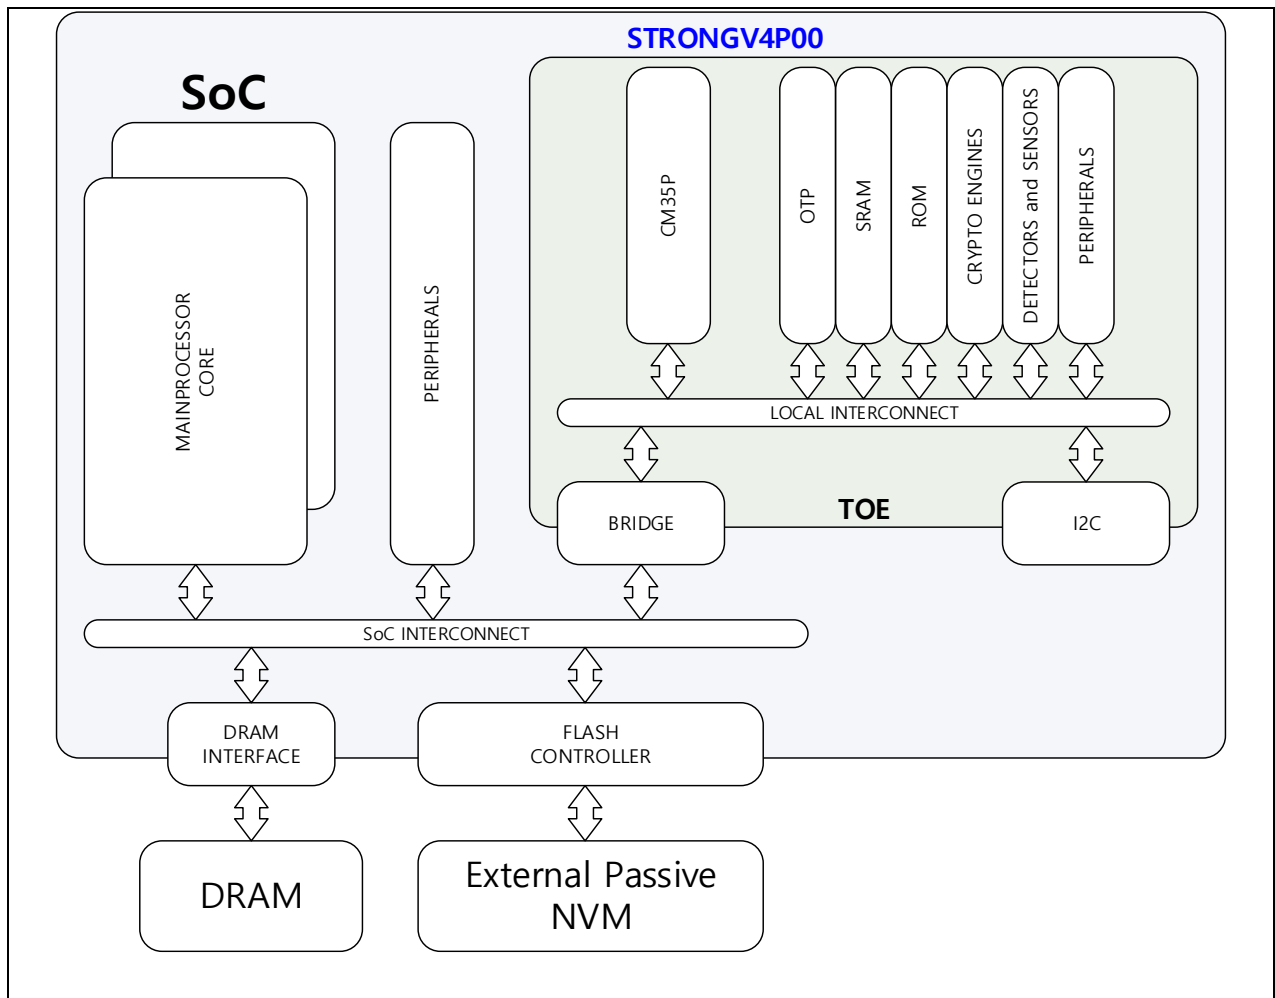 STRONGV4P00
SoC
MAINPROCESSOR
CORE
PERIPHERALS
CM35P
OTP
SRAM
ROM
CRYPTO ENGINES
DETECTORS and SENSORS
PERIPHERALS
LOCAL INTERCONNECT
BRIDGE
TOE
I2C
SoC INTERCONNECT
DRAM
INTERFACE
FLASH
CONTROLLER
DRAM
External Passive
NVM